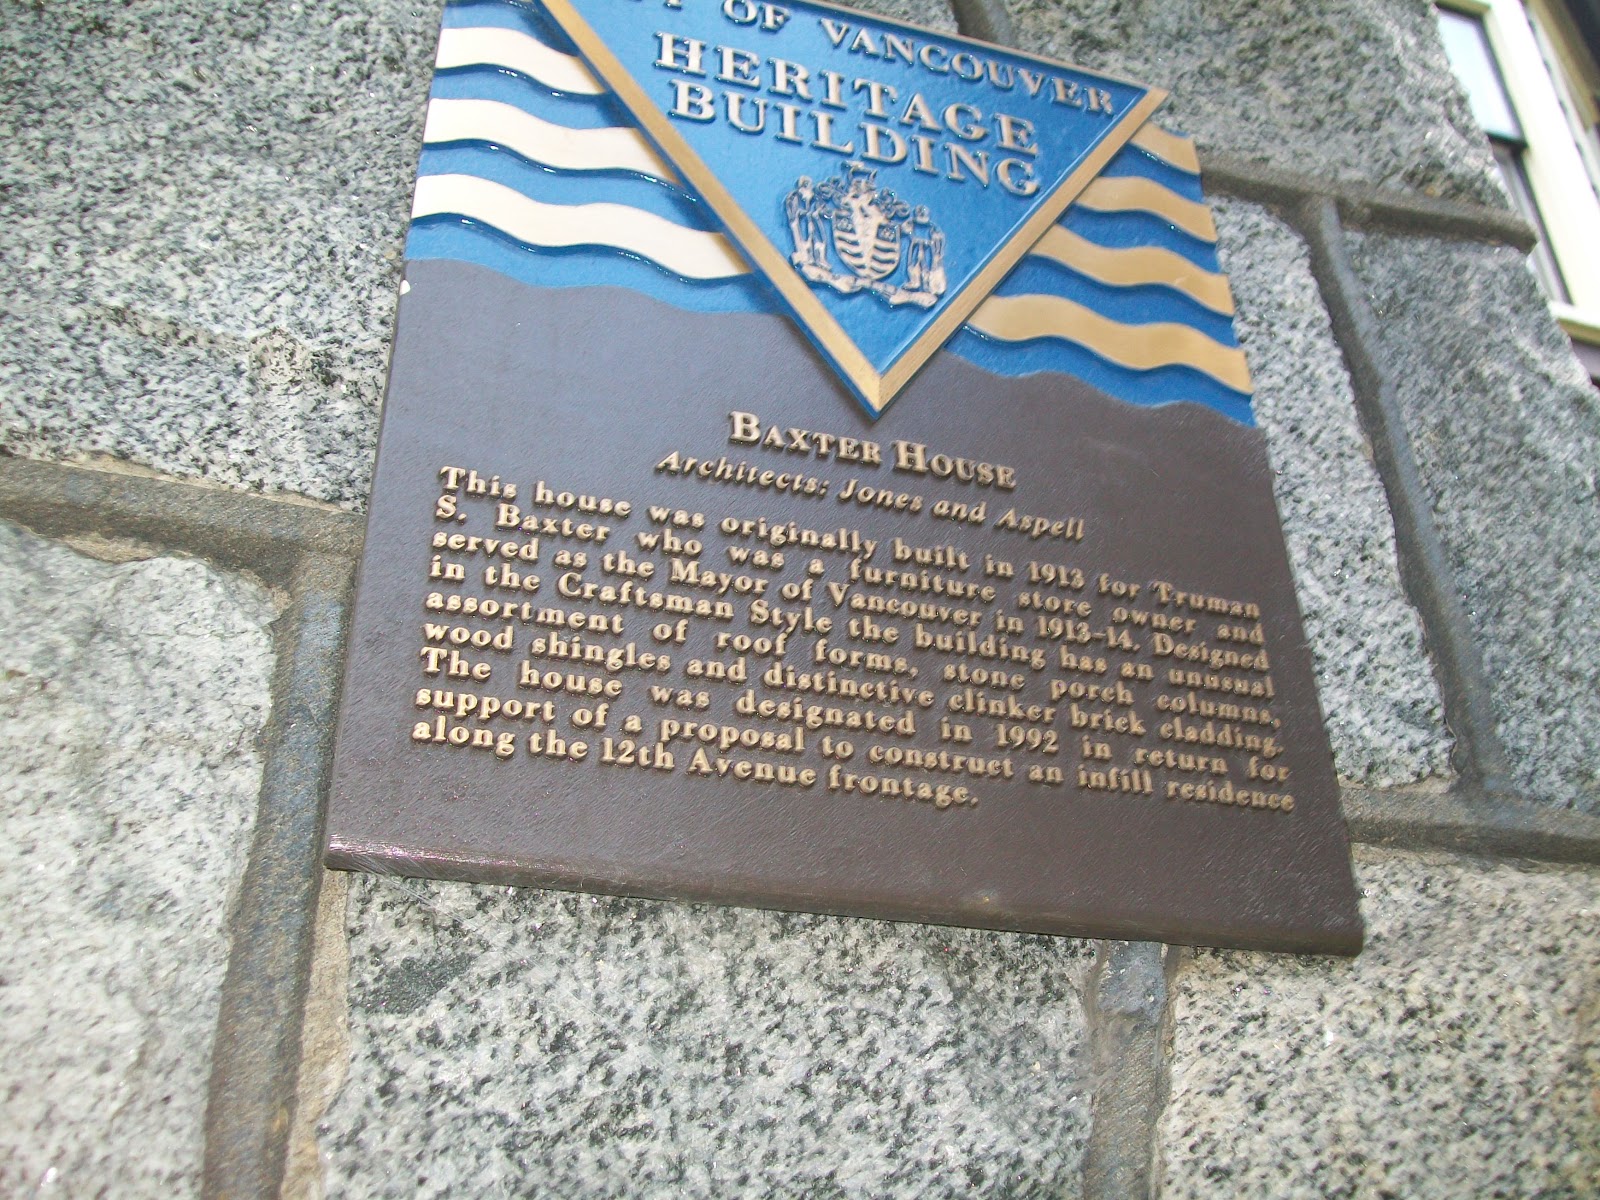 OF VANCOUVER
HERITAGE
BUILDING
BAXTER HOUSE
Architects: Jones and Aspell
This house was originally built in 1913 for Truman
S. Baxter who was a furniture store owner and
served as the Mayor of Vancouver in 1913-14. Designed
in the Craftsman Style the building has an unusual
assortment of roof forms, stone porch columns,
wood shingles and distinctive clinker brick cladding.
The house was designated in 1992 in return for
support of a proposal to construct an infill residence
along the 12th Avenue frontage.